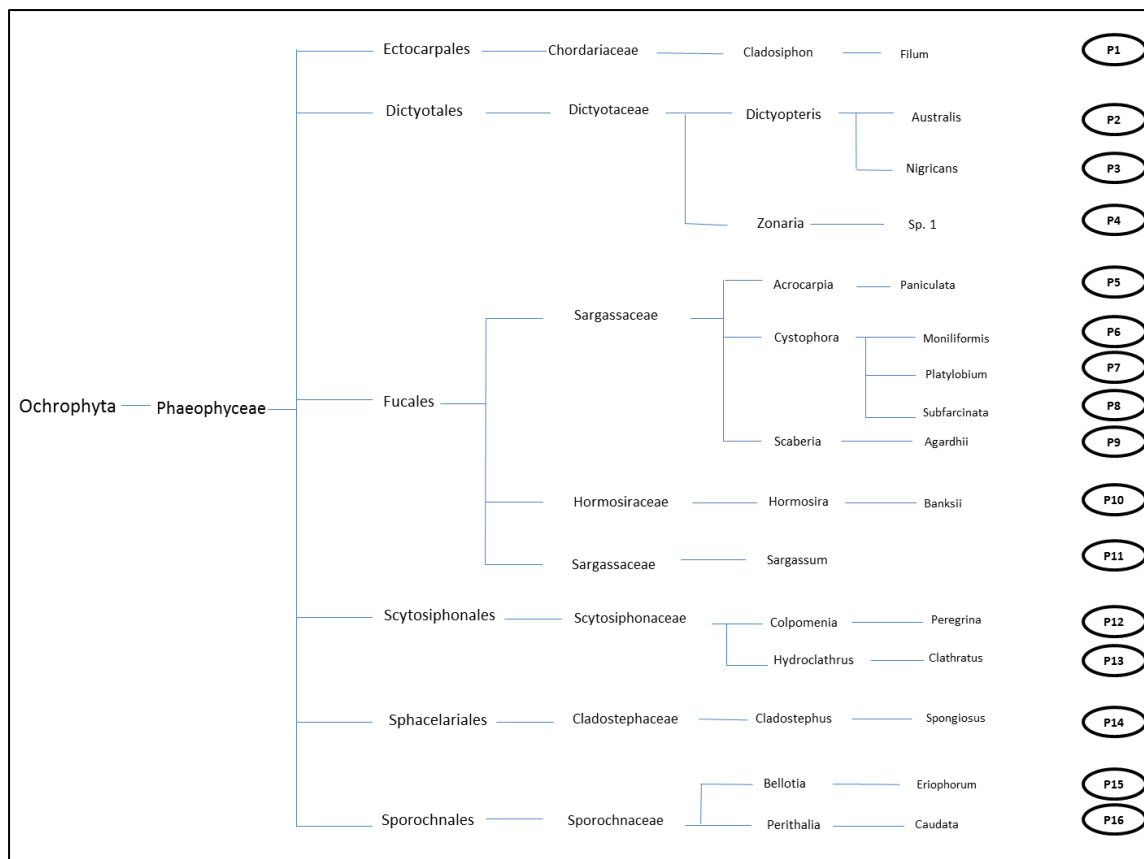 Ectocarpales Chordariaceae Cladosiphon Filum P1
Dictyotales Dictyotaceae Dictyopteris Australis P2
Nigricans P3
Zonaria Sp. 1 P4
Acrocarpia Paniculata P5
Sargassaceae
Cystophora Moniliformis P6
Platylobium P7
Ochrophyta Phaeophyceae Fucales Subfarcinata P8
Scaberia Agardhii P9
Hormosiraceae Hormosira Banksii P10
Sargassaceae Sargassum P11
Scytosiphonales Scytosiphonaceae Colpomenia Peregrina P12
Hydroclathrus Clathratus P13
Sphacelariales Cladostephaceae Cladostephus Spongiosus P14
Bellotia Eriophorum P15
Sporochnales Sporochnaceae Perithalia Caudata P16